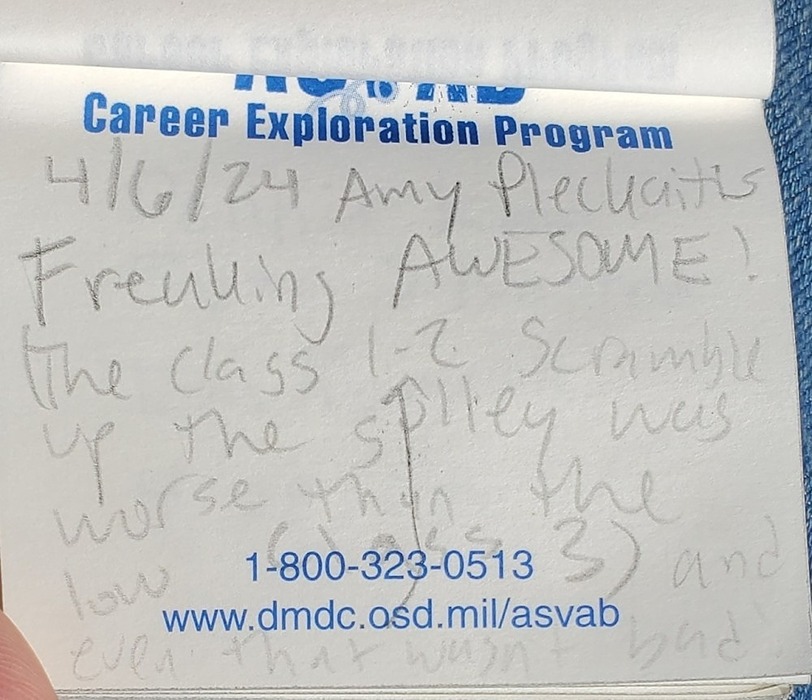 Career Exploration Program
4/6/24 Amy Pleckaitis
Freaking AWESOME!
The class 1-2 Scramble
up the gulley was
worse than the
low (class 3) and
1-800-323-0513
www.dmdc.osd.mil/asvab
even that wasn't bad!